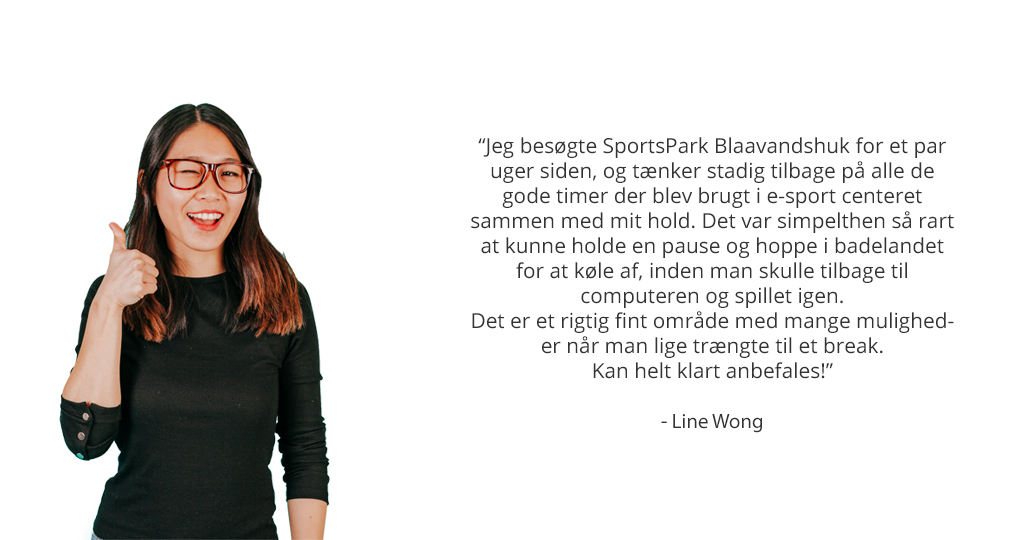 “Jeg besøgte SportsPark Blaavandshuk for et par
uger siden, og tænker stadig tilbage på alle de
gode timer der blev brugt i e-sport centeret
sammen med mit hold. Det var simpelthen så rart
at kunne holde en pause og hoppe i badelandet
for at køle af, inden man skulle tilbage til
computeren og spillet igen.
Det er et rigtig fint område med mange mulighed-
er når man lige trængte til et break.
Kan helt klart anbefales!”
- Line Wong